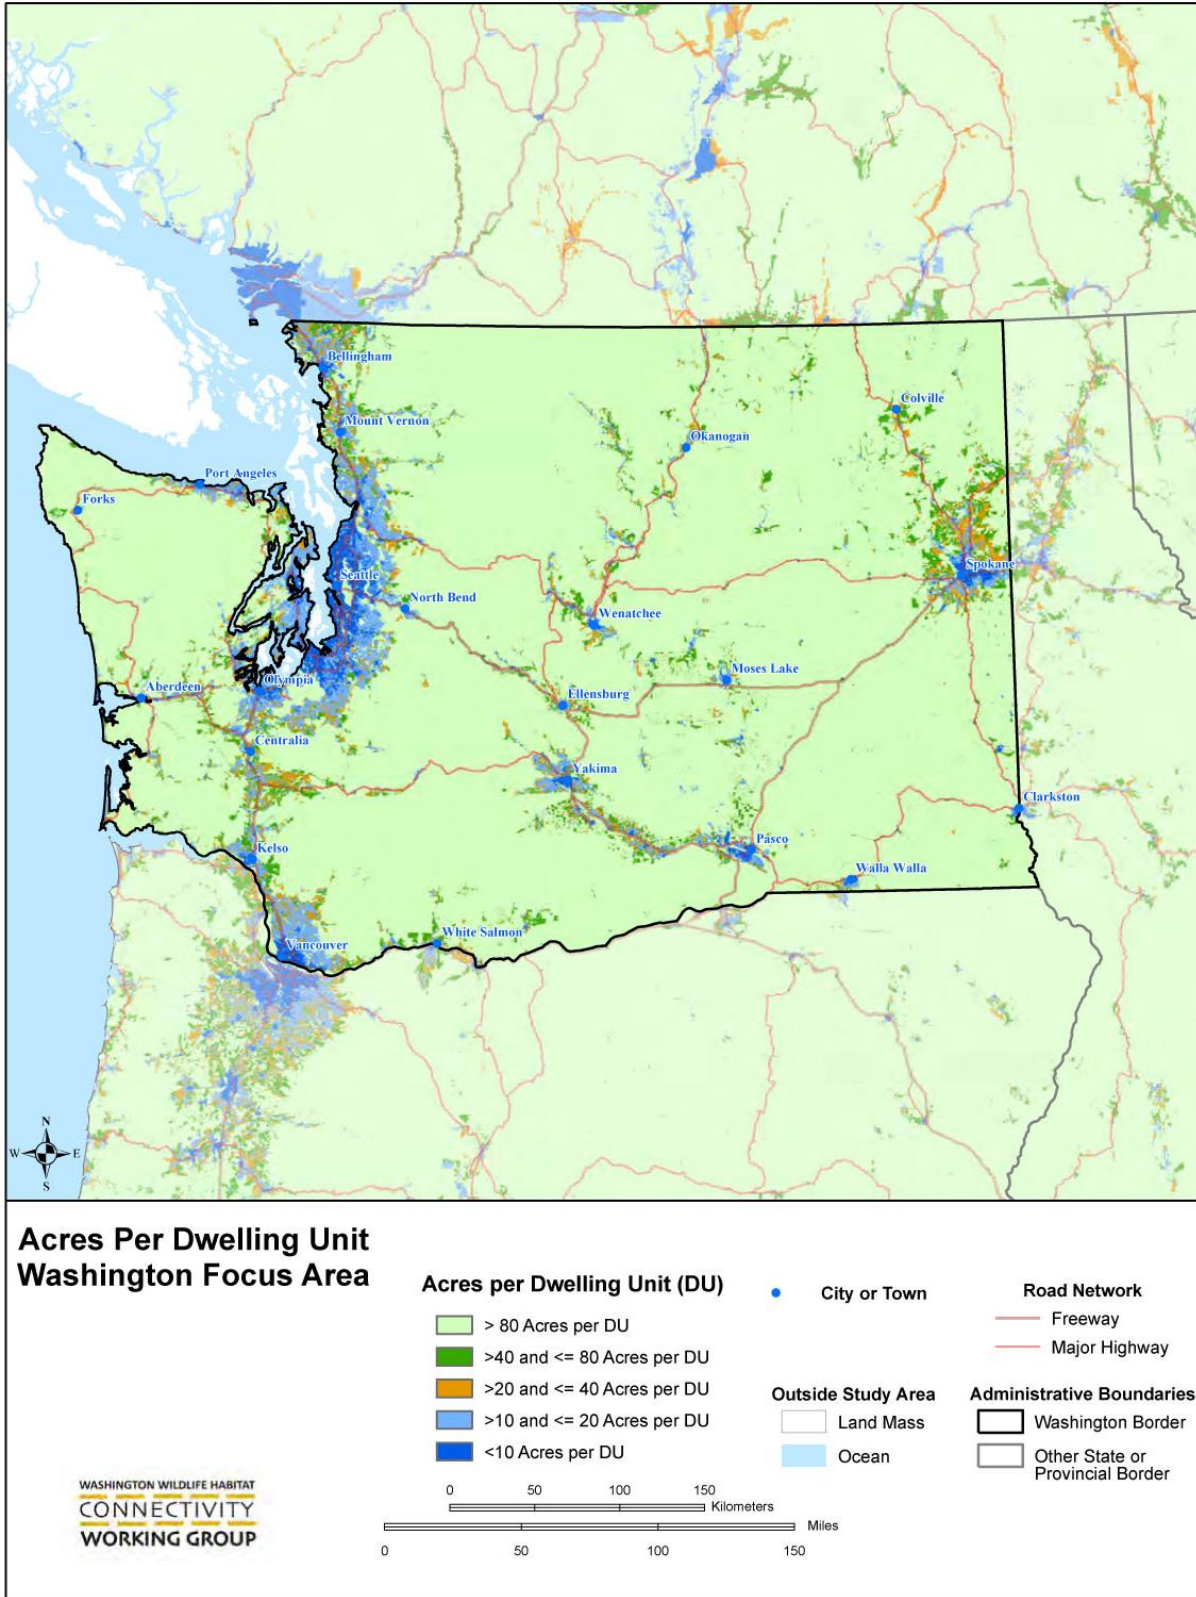 Bellingham
Mount Vernon
Colville
Okanogan
Port Angeles
Forks
Seattle
Spokane
North Bend
Wenatchee
Moses Lake
Olympia
Aberdeen
Ellensburg
Centralia
Yakima
Clarkston
Pasco
Kelso
Walla Walla
White Salmon
Vancouver
N
W E
S
Acres Per Dwelling Unit
Washington Focus Area
Acres per Dwelling Unit (DU)
> 80 Acres per DU
>40 and <= 80 Acres per DU
>20 and <= 40 Acres per DU
>10 and <= 20 Acres per DU
<10 Acres per DU
City or Town
Road Network
Freeway
Major Highway
Outside Study Area
Land Mass
Ocean
Administrative Boundaries
Washington Border
Other State or
Provincial Border
WASHINGTON WILDLIFE HABITAT
CONNECTIVITY
WORKING GROUP
0 50 100 150
Kilometers
Miles
0 50 100 150